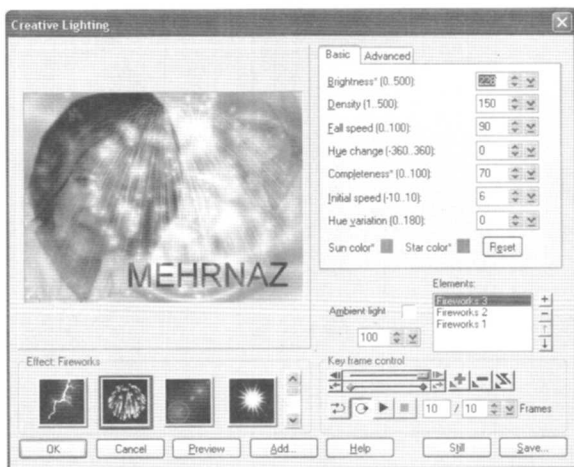 Creative Lighting
Basic
Advanced
Brightness* (0..500):
228
Density (1..500):
150
Fall speed (0..100):
90
Hue change (-360..360):
0
Completeness* (0..100):
70
Initial speed (-10..10):
6
Hue variation (0..180):
0
Sun color* Star color* Reset
MEHRNAZ
Ambient light
100
Elements:
Fireworks 3
Fireworks 2
Fireworks 1
Effect: Fireworks
Key frame control
10 / 10 Frames
OK Cancel Preview Add... Help Still Save...